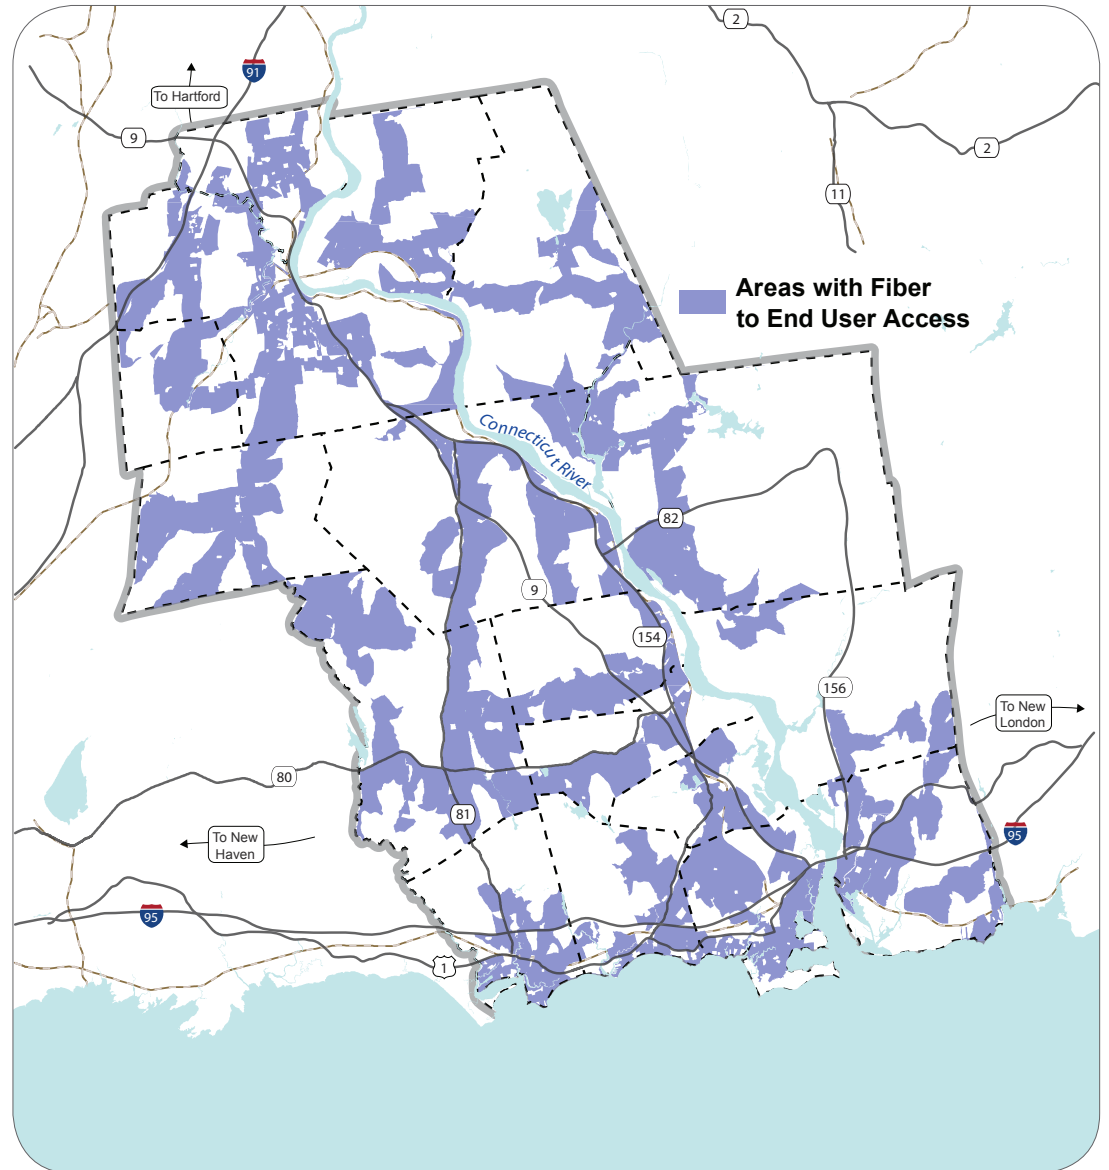 2
91
To Hartford
9
2
11
Areas with Fiber
to End User Access
Connecticut River
82
9
154
156
To New
London
80
81
95
To New
Haven
95
1